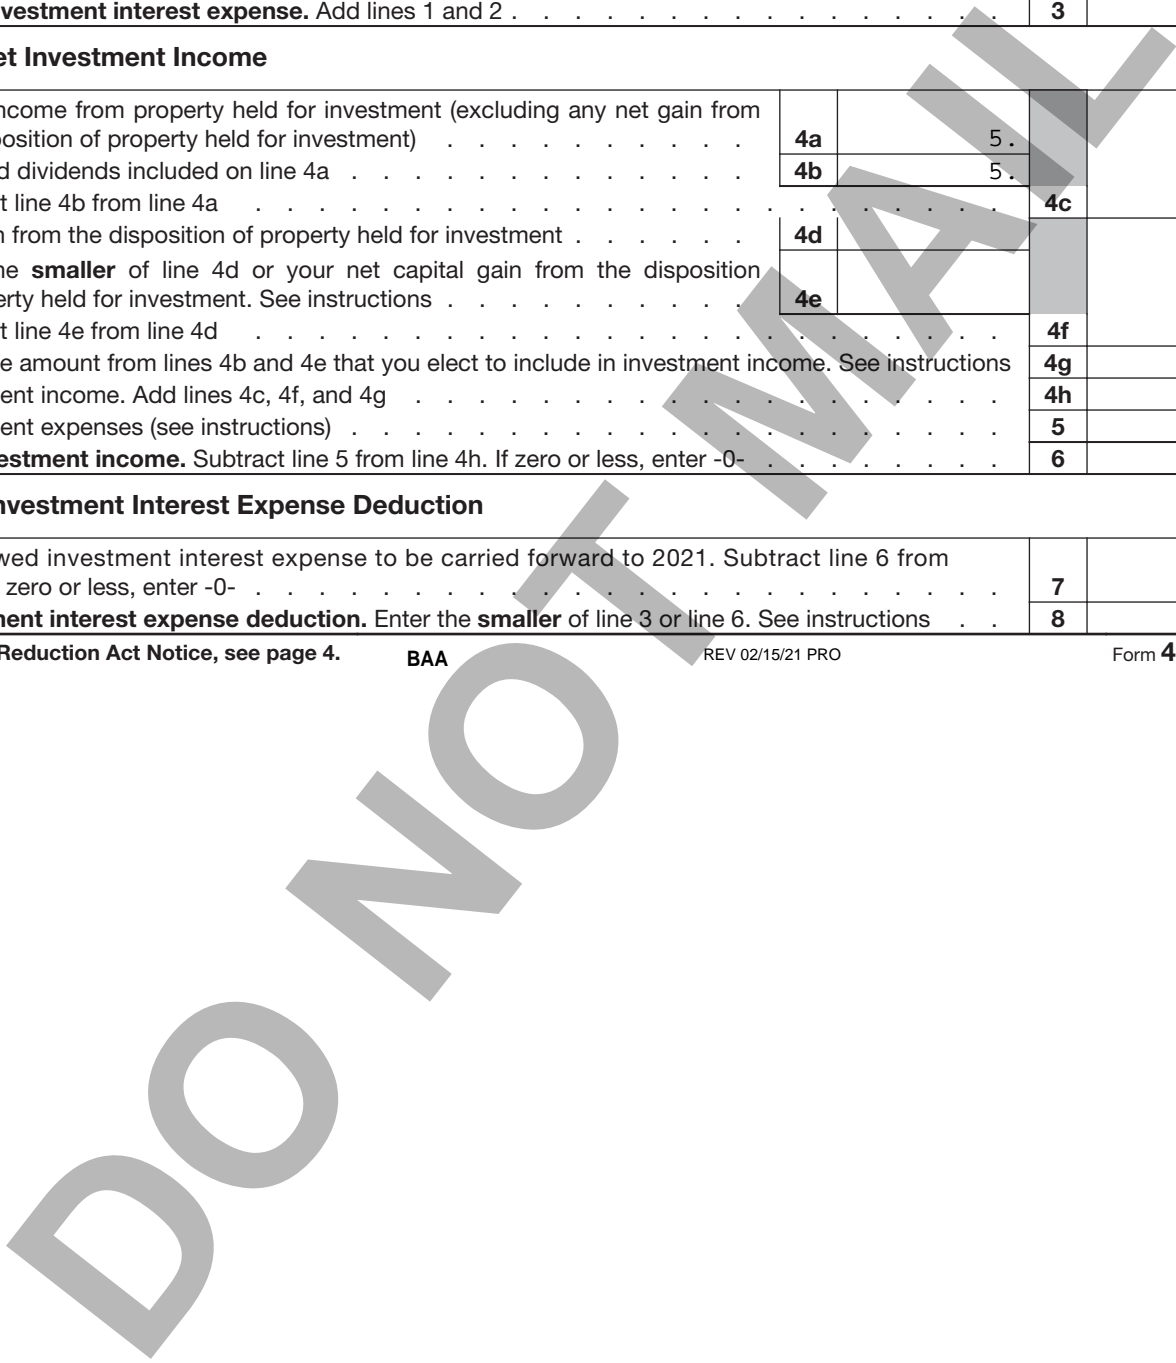 vestment interest expense. Add lines 1 and 2 . . . . . . . . . . . . . . . . 3
et Investment Income
ncome from property held for investment (excluding any net gain from
position of property held for investment) . . . . . . . . . . 4a 5.
d dividends included on line 4a . . . . . . . . . . . . . 4b 5.
t line 4b from line 4a . . . . . . . . . . . . . . . . . . . . . . . . 4c
n from the disposition of property held for investment . . . . . . 4d
he smaller of line 4d or your net capital gain from the disposition
erty held for investment. See instructions . . . . . . . . . . 4e
t line 4e from line 4d . . . . . . . . . . . . . . . . . . . . . . . . 4f
e amount from lines 4b and 4e that you elect to include in investment income. See instructions 4g
ent income. Add lines 4c, 4f, and 4g . . . . . . . . . . . . . . . . . . . 4h
ent expenses (see instructions) . . . . . . . . . . . . . . . . . . . . . 5
estment income. Subtract line 5 from line 4h. If zero or less, enter -0- . . . . . . . . 6
nvestment Interest Expense Deduction
wed investment interest expense to be carried forward to 2021. Subtract line 6 from
zero or less, enter -0- . . . . . . . . . . . . . . . . . . . . . . . . 7
ment interest expense deduction. Enter the smaller of line 3 or line 6. See instructions . . 8
Reduction Act Notice, see page 4. BAA REV 02/15/21 PRO Form 4
DO NOT MAIL